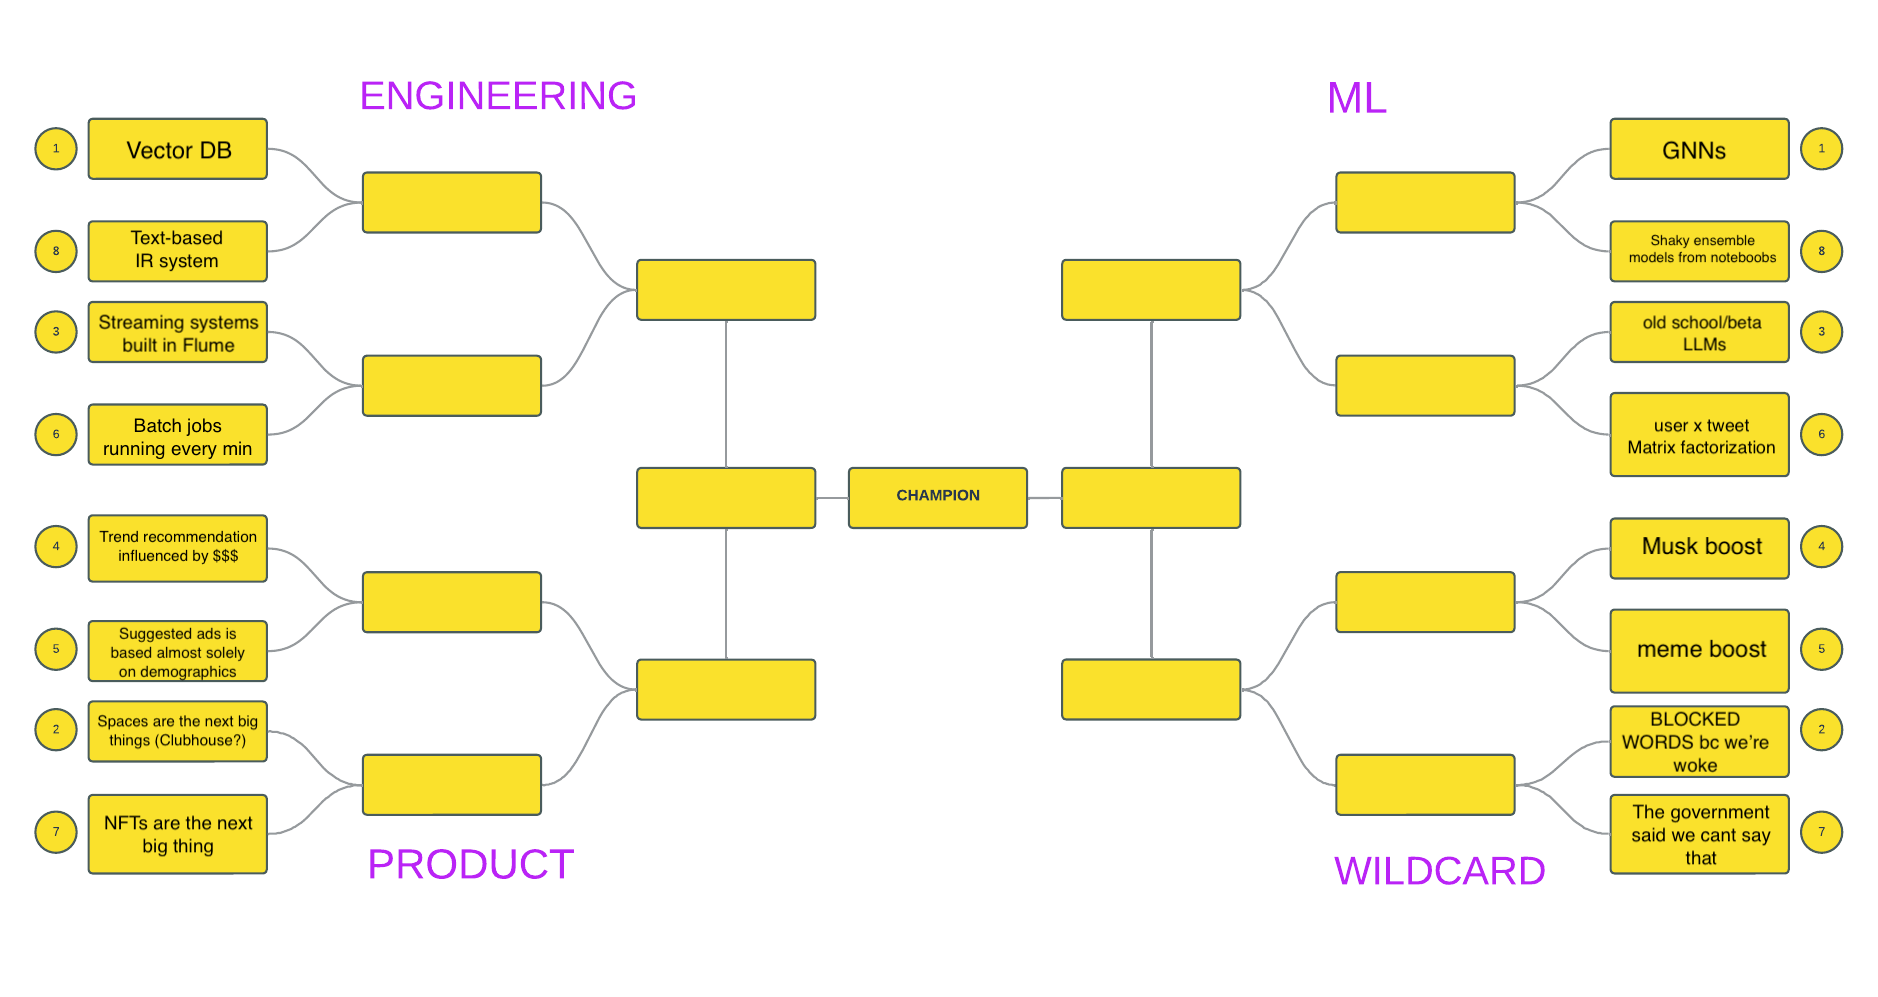 ENGINEERING
1
Vector DB
8
Text-based
IR system
3
Streaming systems
built in Flume
6
Batch jobs
running every min
4
Trend recommendation
influenced by $$$
5
Suggested ads is
based almost solely
on demographics
2
Spaces are the next big
things (Clubhouse?)
7
NFTs are the next
big thing
PRODUCT
CHAMPION
ML
GNNs
1
Shaky ensemble
models from noteboobs
8
old school/beta
LLMs
3
user x tweet
Matrix factorization
6
Musk boost
4
meme boost
5
BLOCKED
WORDS bc we're
woke
2
The government
said we cant say
that
7
WILDCARD